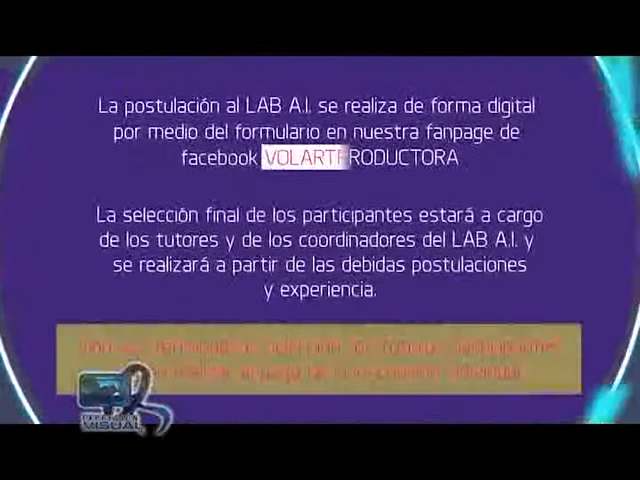 La postulación al LAB A.I. se realiza de forma digital
por medio del formulario en nuestra fanpage de
facebook VOLARTPRODUCTORA
La selección final de los participantes estará a cargo
de los tutores y de los coordinadores del LAB A.I. y
se realizará a partir de las debidas postulaciones
y experiencia.
VISUAL